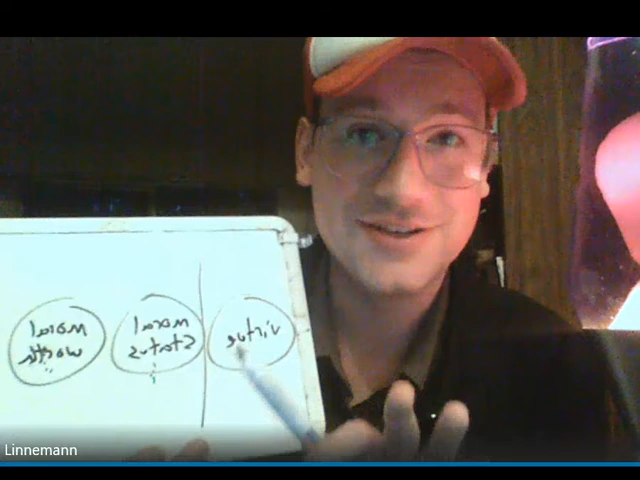 virtue
moral
status
moral
worth
Linnemann